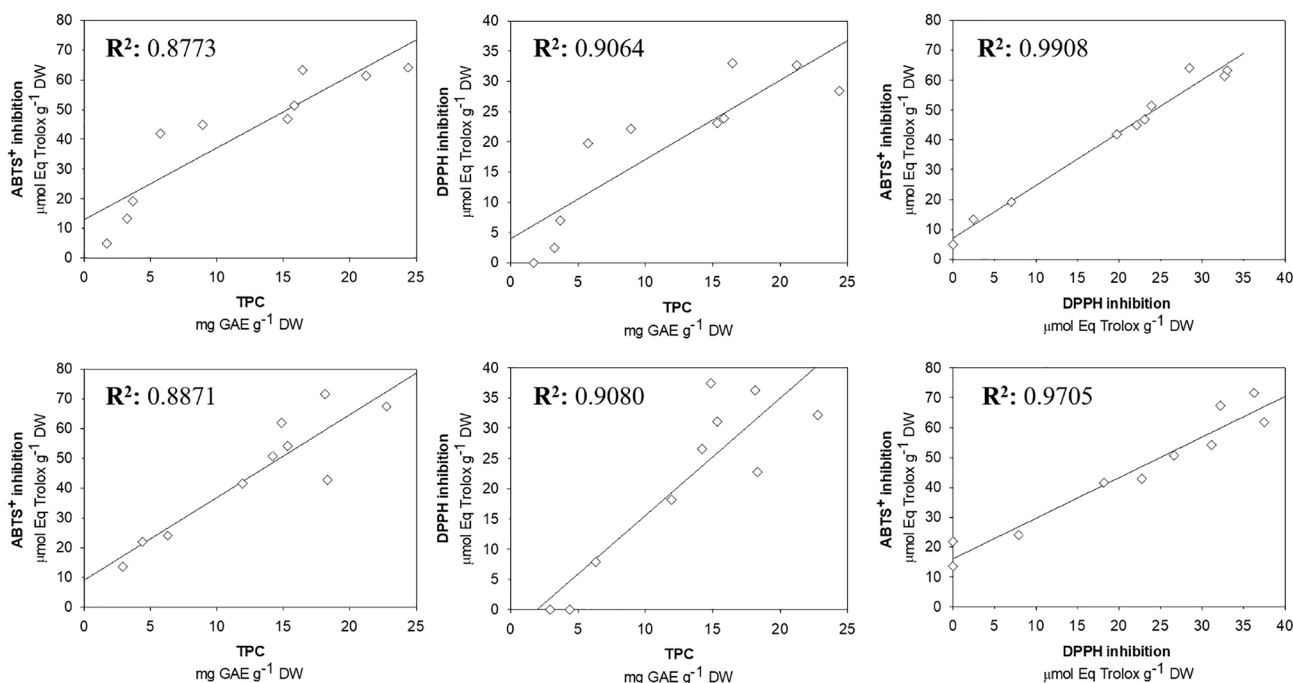 R²: 0.8773
ABTS⁺ inhibition
µmol Eq Trolox g⁻¹ DW
80
70
60
50
40
30
20
10
0
0 5 10 15 20 25
TPC
mg GAE g⁻¹ DW
R²: 0.9064
DPPH inhibition
µmol Eq Trolox g⁻¹ DW
40
35
30
25
20
15
10
5
0
0 5 10 15 20 25
TPC
mg GAE g⁻¹ DW
R²: 0.9908
ABTS⁺ inhibition
µmol Eq Trolox g⁻¹ DW
80
70
60
50
40
30
20
10
0
0 5 10 15 20 25 30 35 40
DPPH inhibition
µmol Eq Trolox g⁻¹ DW
R²: 0.8871
ABTS⁺ inhibition
µmol Eq Trolox g⁻¹ DW
80
70
60
50
40
30
20
10
0
0 5 10 15 20 25
TPC
mg GAE g⁻¹ DW
R²: 0.9080
DPPH inhibition
µmol Eq Trolox g⁻¹ DW
40
35
30
25
20
15
10
5
0
0 5 10 15 20 25
TPC
mg GAE g⁻¹ DW
R²: 0.9705
ABTS⁺ inhibition
µmol Eq Trolox g⁻¹ DW
80
70
60
50
40
30
20
10
0
0 5 10 15 20 25 30 35 40
DPPH inhibition
µmol Eq Trolox g⁻¹ DW